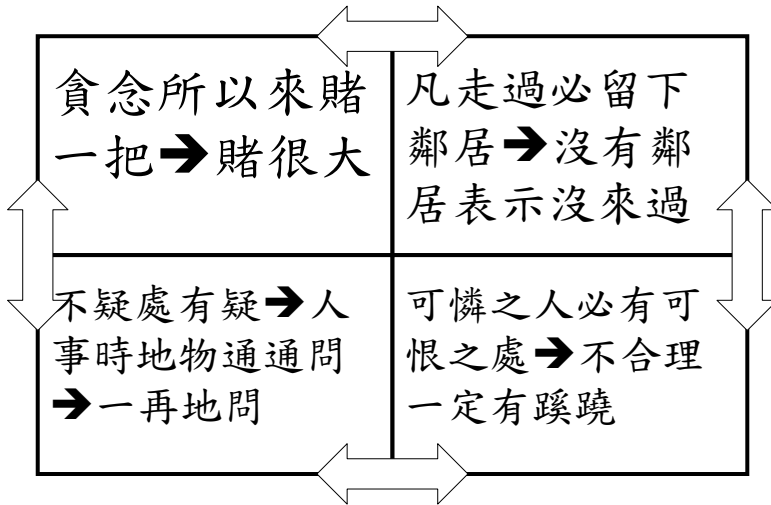 貪念所以來賭
一把➔賭很大
凡走過必留下
鄰居➔沒有鄰
居表示沒來過
不疑處有疑➔人
事時地物通通問
➔一再地問
可憐之人必有可
恨之處➔不合理
一定有蹊蹺